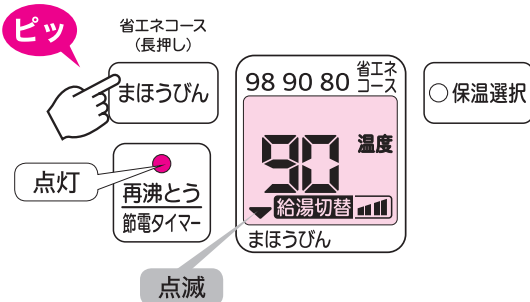 ピッ
省エネコース
(長押し)
まほうびん
98 90 80 省エネ
コース
保温選択
90 温度
給湯切替
まほうびん
点灯
再沸とう
節電タイマー
点滅